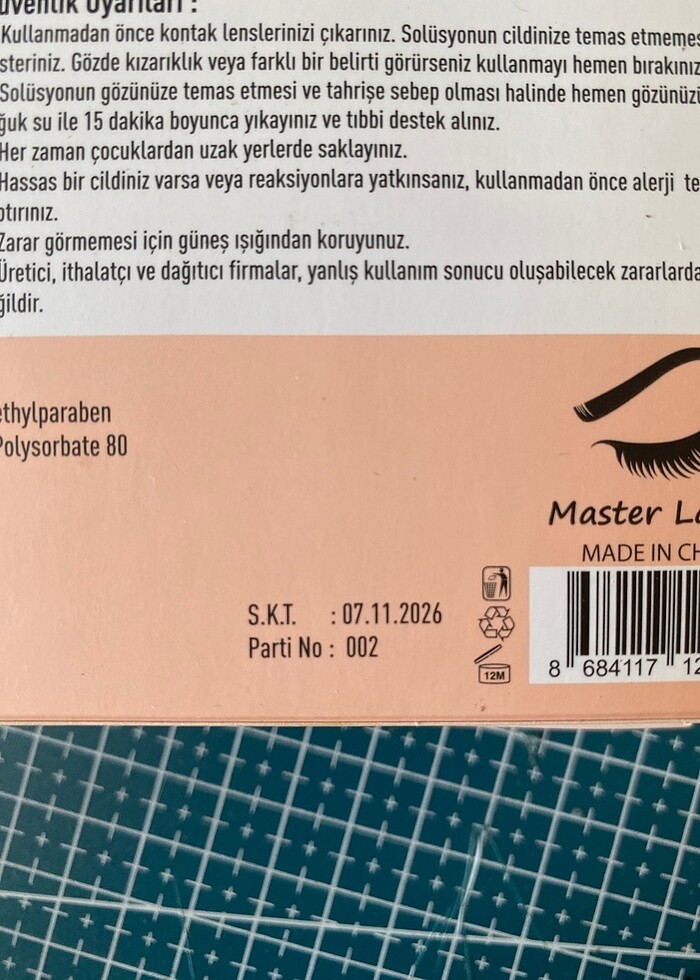 üvenlik Uyarıları :
Kullanmadan önce kontak lenslerinizi çıkarınız. Solüsyonun cildinize temas etmemes
steriniz. Gözde kızarıklık veya farklı bir belirti görürseniz kullanmayı hemen bırakınız
Solüsyonun gözünüze temas etmesi ve tahrişe sebep olması halinde hemen gözünüzü
ğuk su ile 15 dakika boyunca yıkayınız ve tıbbi destek alınız.
Her zaman çocuklardan uzak yerlerde saklayınız.
Hassas bir cildiniz varsa veya reaksiyonlara yatkınsanız, kullanmadan önce alerji te
ptırınız.
Zarar görmemesi için güneş ışığından koruyunuz.
Üretici, ithalatçı ve dağıtıcı firmalar, yanlış kullanım sonucu oluşabilecek zararlarda
ğildir.
ethylparaben
Polysorbate 80
Master La
MADE IN CH
S.K.T. : 07.11.2026
Parti No : 002
12M
8 684117 12